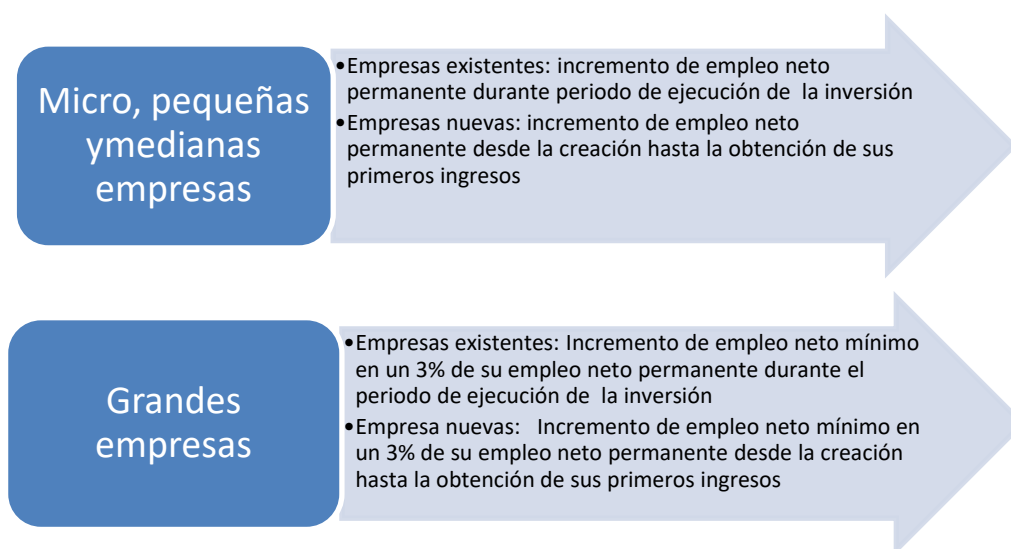 Micro, pequeñas
ymedianas
empresas
•Empresas existentes: incremento de empleo neto
permanente durante periodo de ejecución de la inversión
•Empresas nuevas: incremento de empleo neto
permanente desde la creación hasta la obtención de sus
primeros ingresos
Grandes
empresas
•Empresas existentes: Incremento de empleo neto mínimo
en un 3% de su empleo neto permanente durante el
periodo de ejecución de la inversión
•Empresa nuevas: Incremento de empleo neto mínimo en
un 3% de su empleo neto permanente desde la creación
hasta la obtención de sus primeros ingresos